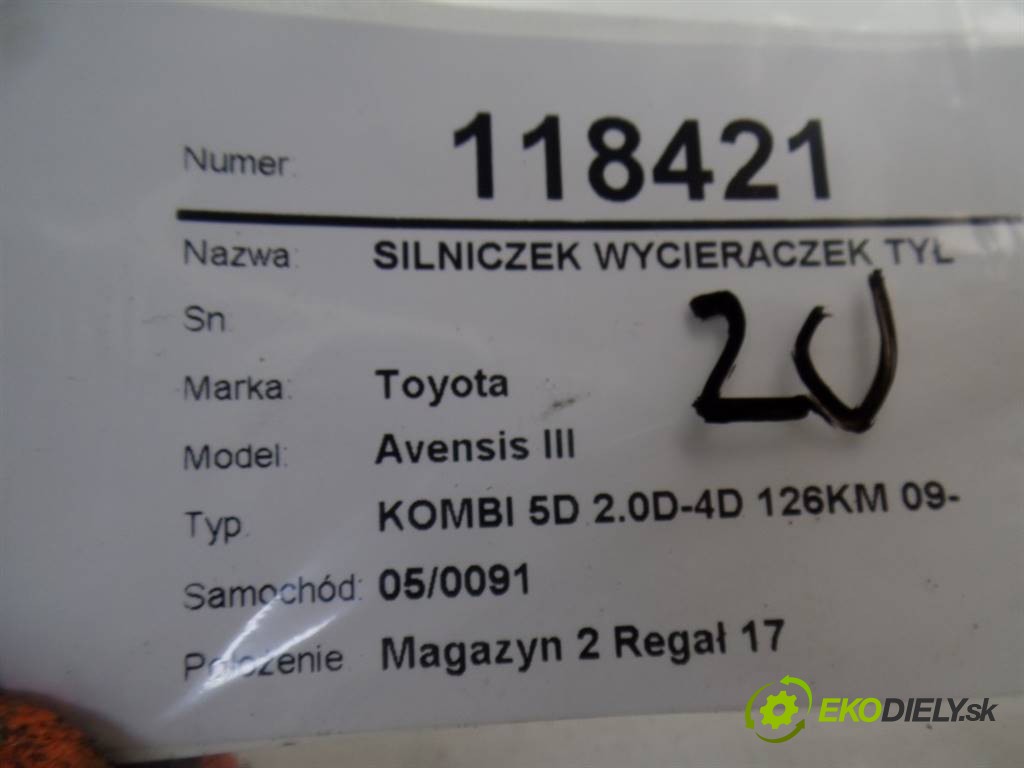 Numer: 118421
Nazwa: SILNICZEK WYCIERACZEK TYŁ
Sn
20
Marka: Toyota
Model: Avensis III
Typ. KOMBI 5D 2.0D-4D 126KM 09-
Samochód: 05/0091
Położenie Magazyn 2 Regał 17
EKODIELY.sk